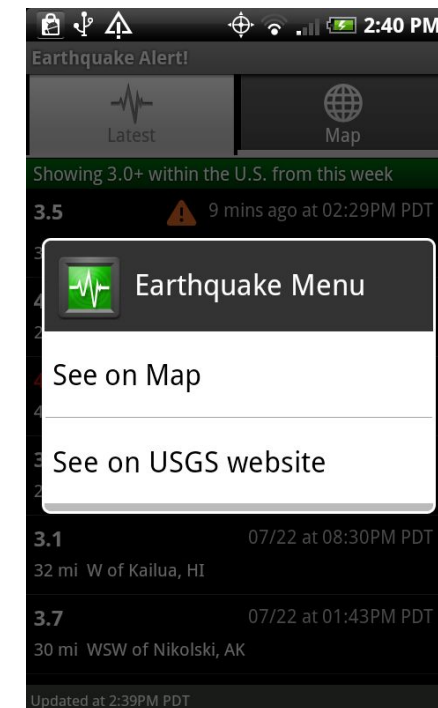 2:40 PM
Earthquake Alert!
Latest
Map
Showing 3.0+ within the U.S. from this week
3.5
9 mins ago at 02:29PM PDT
Earthquake Menu
See on Map
See on USGS website
3.1
07/22 at 08:30PM PDT
32 mi W of Kailua, HI
3.7
07/22 at 01:43PM PDT
30 mi WSW of Nikolski, AK
Updated at 2:39PM PDT